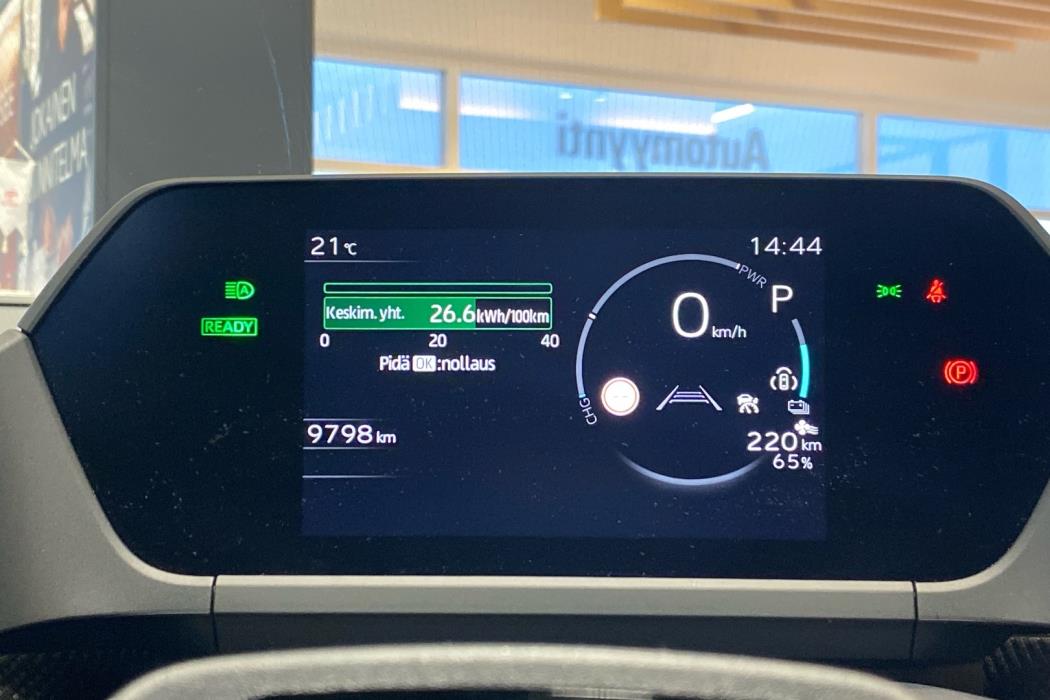 JOKAINEN
Automyynti
21°C
14:44
PWR
P
A
READY
Keskim. yht. 26.6 kWh/100km
0 20 40
Pidä OK:nollaus
0 km/h
CHG
P
9798 km
220 km
65%